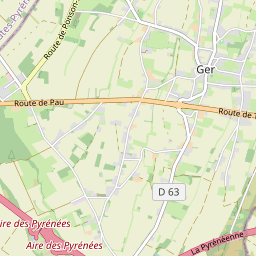 Route de Ponson-
Ger
Route de Pau
Route de T
D 63
Aire des Pyrénées
Aire des Pyrénées
La Pyrénéenne